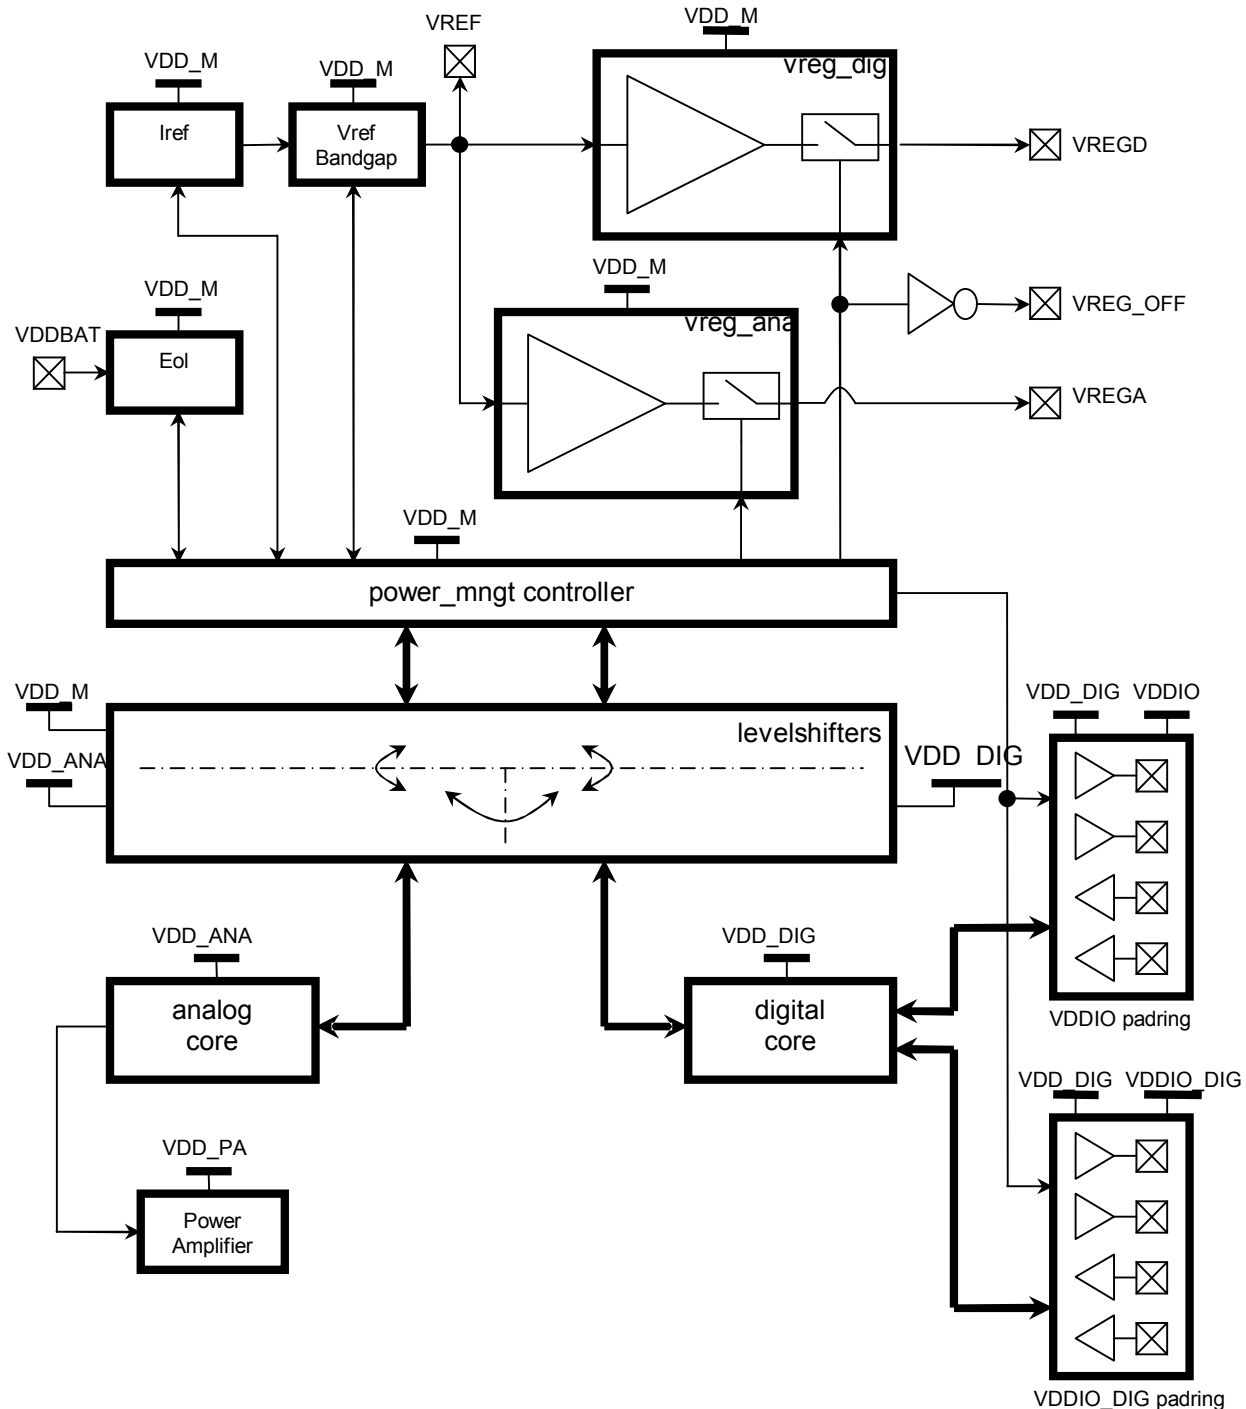 VREF
VDD_M
VDD_M
VDD_M
vreg_dig
Iref
Vref
Bandgap
VREGD
VDD_M
VDD_M
VREG_OFF
vreg_ana
VDDBAT
Eol
VREGA
VDD_M
power_mngt controller
VDD_M
VDD_DIG
VDDIO
levelshifters
VDD_ANA
VDD_DIG
VDD_ANA
VDD_DIG
analog
core
digital
core
VDDIO padring
VDD_DIG
VDDIO_DIG
VDD_PA
Power
Amplifier
VDDIO_DIG padring